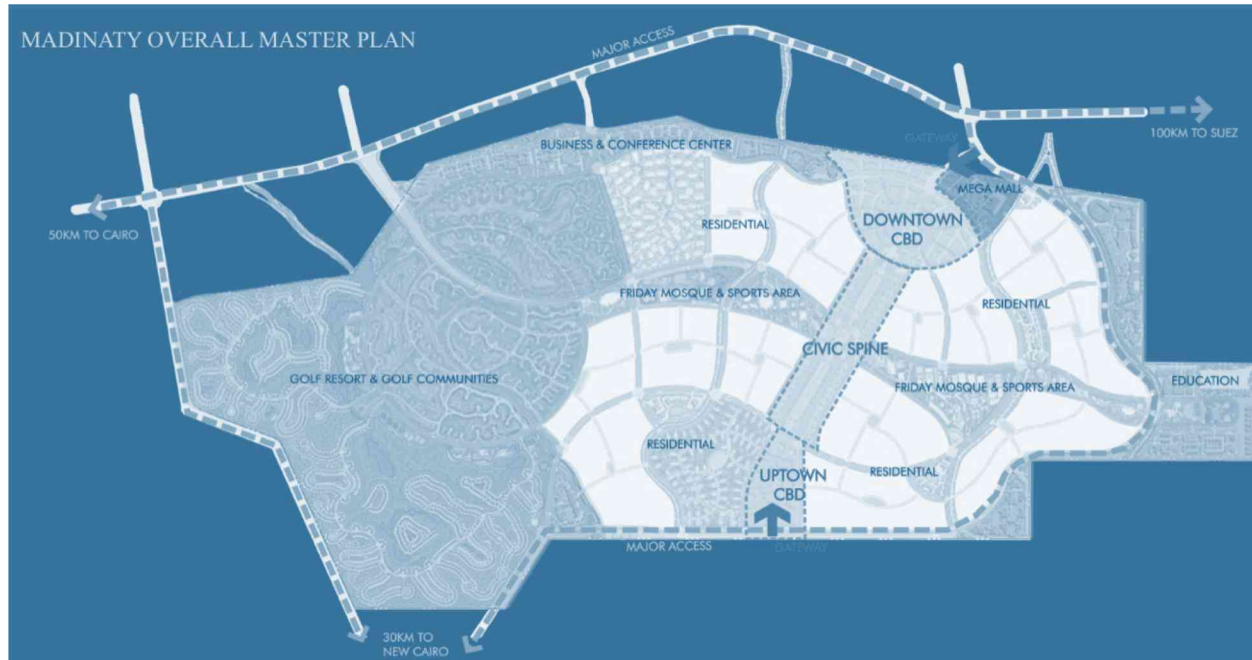 MADINATY OVERALL MASTER PLAN
MAJOR ACCESS
100KM TO SUEZ
GATEWAY
BUSINESS & CONFERENCE CENTER
MEGA MALL
RESIDENTIAL
DOWNTOWN
CBD
50KM TO CAIRO
FRIDAY MOSQUE & SPORTS AREA
RESIDENTIAL
CIVIC SPINE
GOLF RESORT & GOLF COMMUNITIES
FRIDAY MOSQUE & SPORTS AREA
EDUCATION
RESIDENTIAL
RESIDENTIAL
UPTOWN
CBD
MAJOR ACCESS
GATEWAY
30KM TO
NEW CAIRO